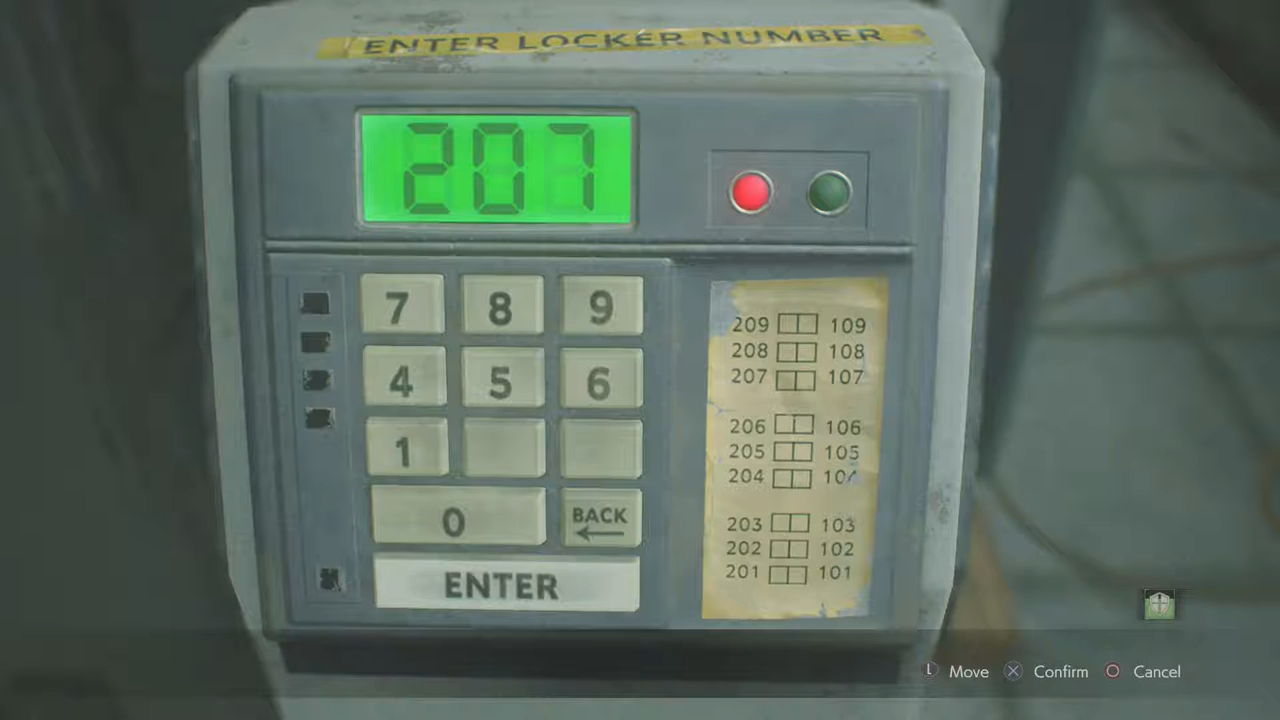 ENTER LOCKER NUMBER
207
7 8 9
4 5 6
1
0 BACK
ENTER
209 109
208 108
207 107
206 106
205 105
204 104
203 103
202 102
201 101
L Move X Confirm O Cancel